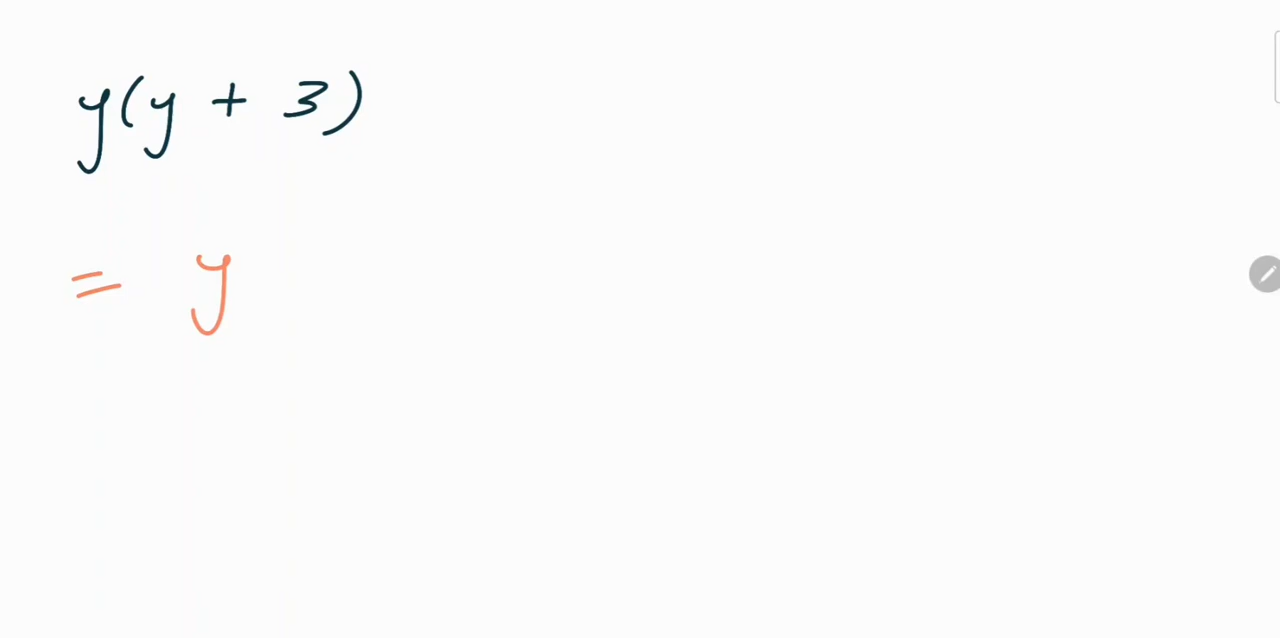 y(y + 3)
= y